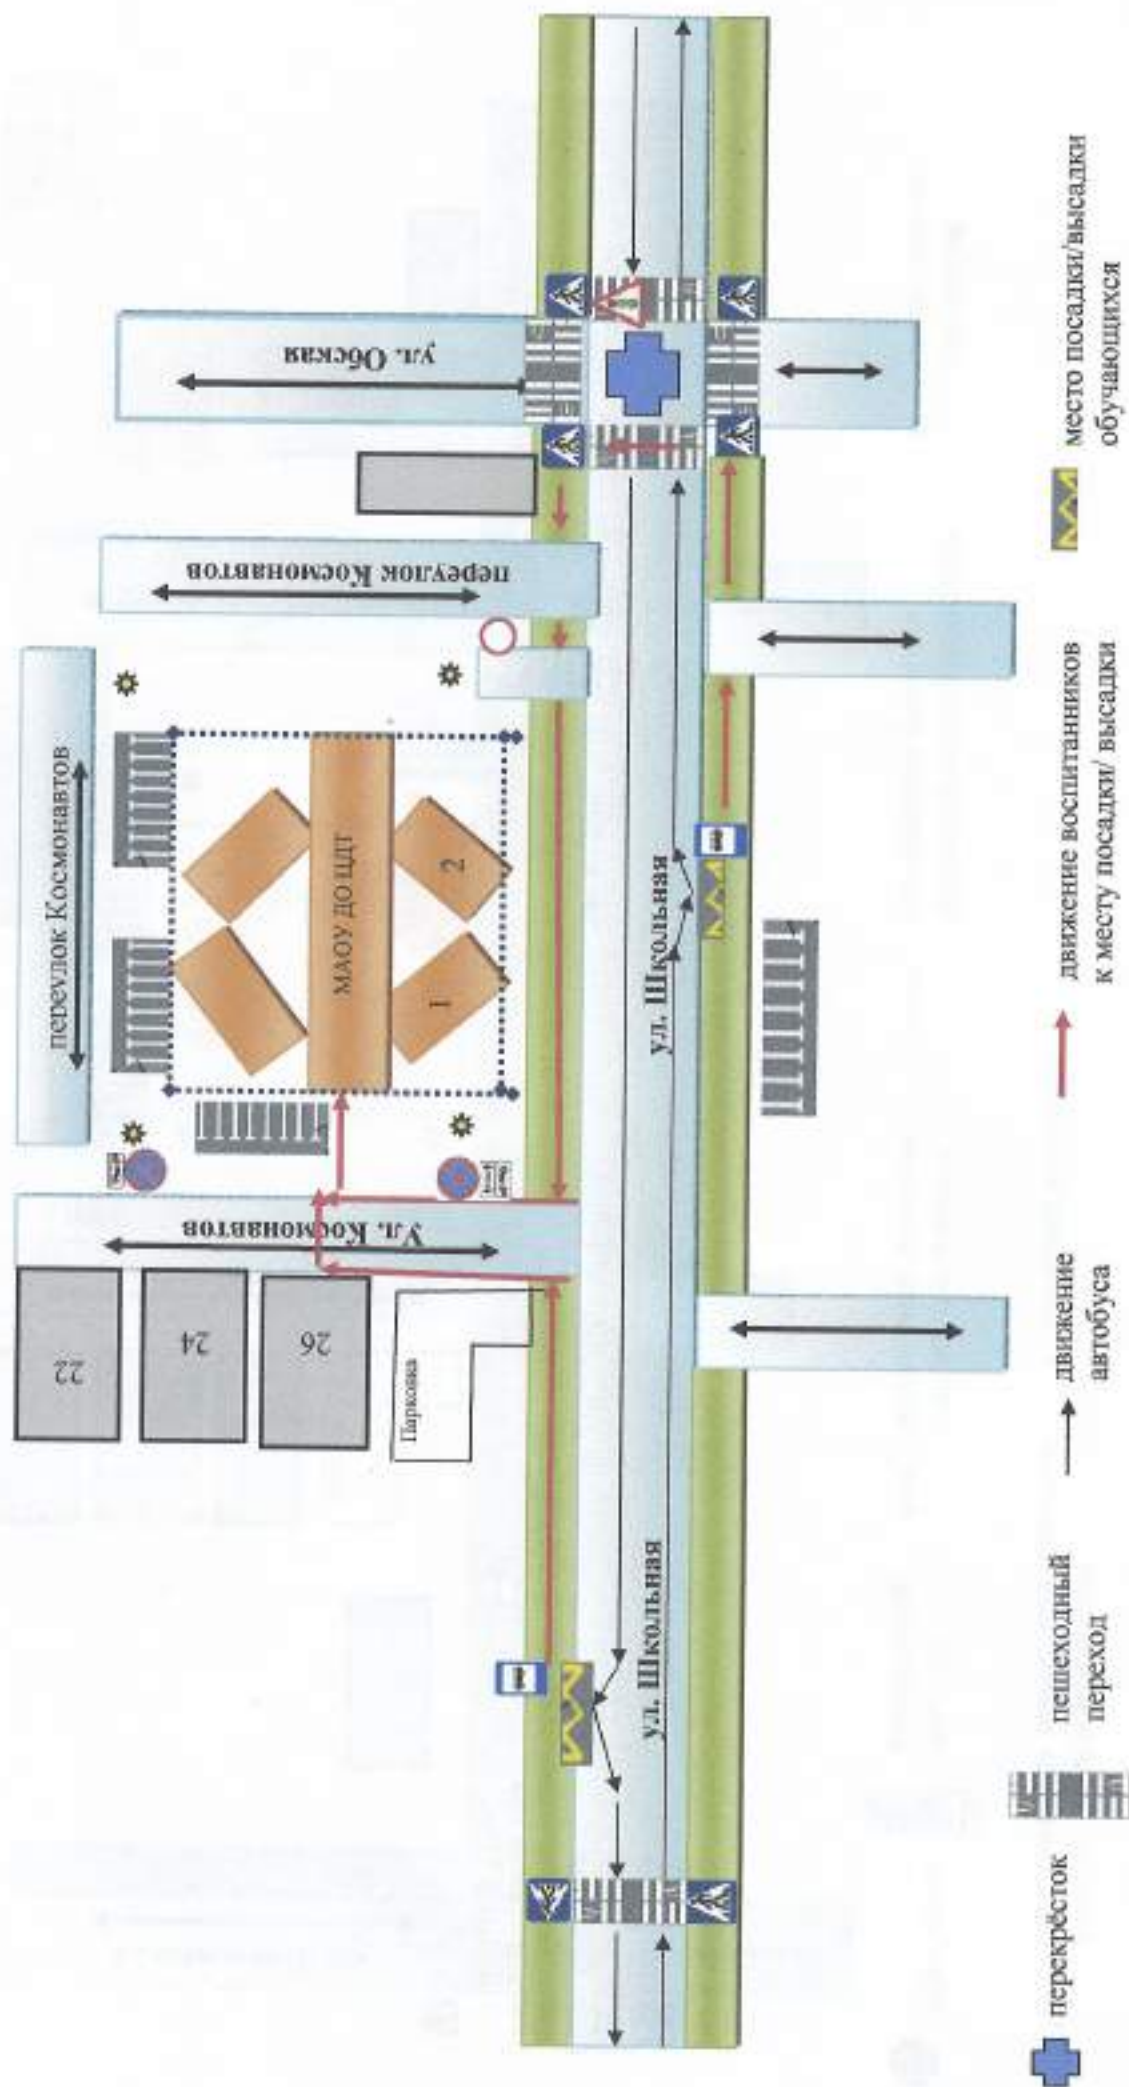 переулок Космонавтов
22
24
26
Ул. Космонавтов
Парковка
МАОУ ДО ЦДТ
1
2
переулок Космонавтов
ул. Обская
ул. Школьная
ул. Школьная
перекрёсток
пешеходный
переход
движение
автобуса
движение воспитанников
к месту посадки/ высадки
место посадки/высадки
обучающихся